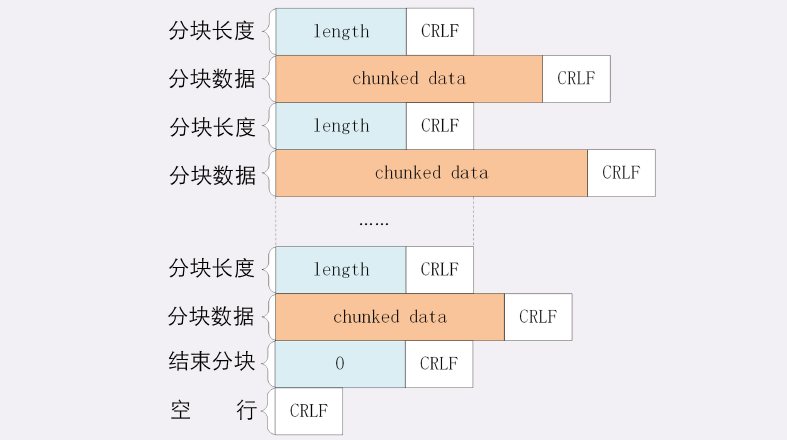 分块长度 length CRLF
分块数据 chunked data CRLF
分块长度 length CRLF
分块数据 chunked data CRLF
......
分块长度 length CRLF
分块数据 chunked data CRLF
结束分块 0 CRLF
空 行 CRLF